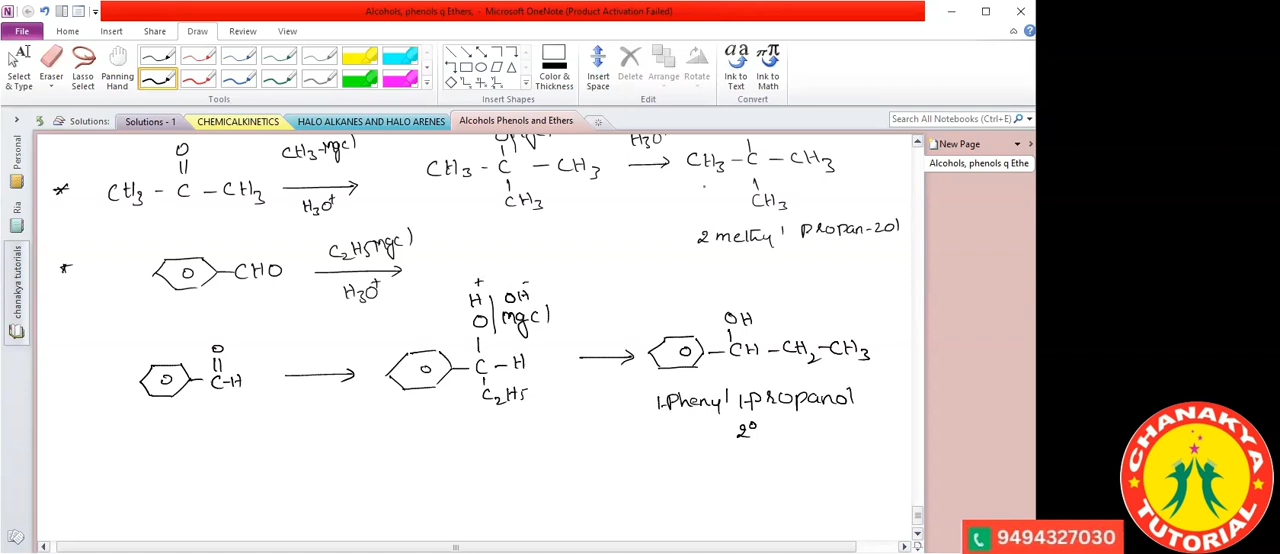 Alcohols, phenols q Ethers, - Microsoft OneNote (Product Activation Failed)
File Home Insert Share Draw Review View
Select & Type
Eraser
Lasso Select
Panning Hand
Color & Thickness
Insert Space
Delete
Arrange
Rotate
Ink to Text
Ink to Math
Tools
Insert Shapes
Edit
Convert
Solutions: Solutions - 1 CHEMICALKINETICS HALO ALKANES AND HALO ARENES Alcohols Phenols and Ethers
Search All Notebooks (Ctrl+E)
New Page
Alcohols, phenols q Ethe
Personal
Ria
chanakya tutorials
O
CH3-MgCl
CH3 - C - CH3
H3O+
CH3 - C - CH3
CH3
H3O
CH3 - C - CH3
CH3
2 methyl propan-2ol
CHO
C2H5MgCl
H3O+
O
C-H
+
H OH-
O MgCl
C - H
C2H5
OH
CH - CH2 - CH3
1-Phenyl 1-propanol
2°
CHANAKYA
TUTORIAL
9494327030